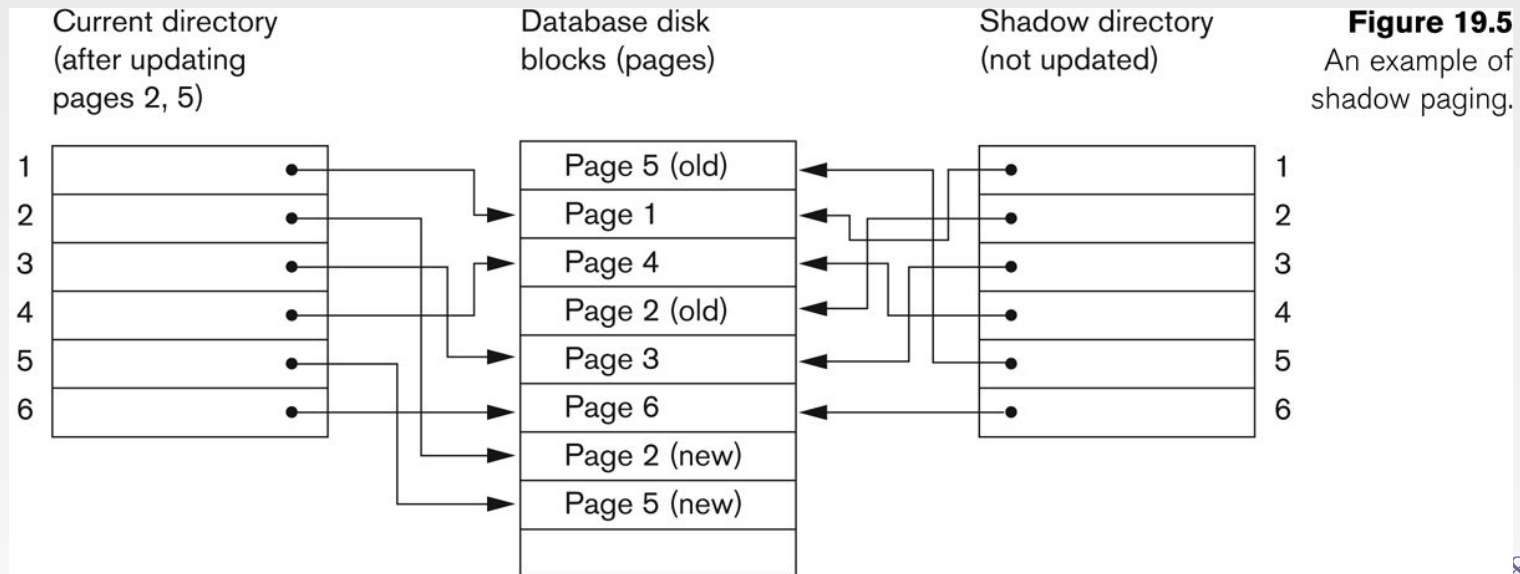 Current directory
(after updating
pages 2, 5)
Database disk
blocks (pages)
Shadow directory
(not updated)
Figure 19.5
An example of
shadow paging.
1
2
3
4
5
6
Page 5 (old)
Page 1
Page 4
Page 2 (old)
Page 3
Page 6
Page 2 (new)
Page 5 (new)
1
2
3
4
5
6